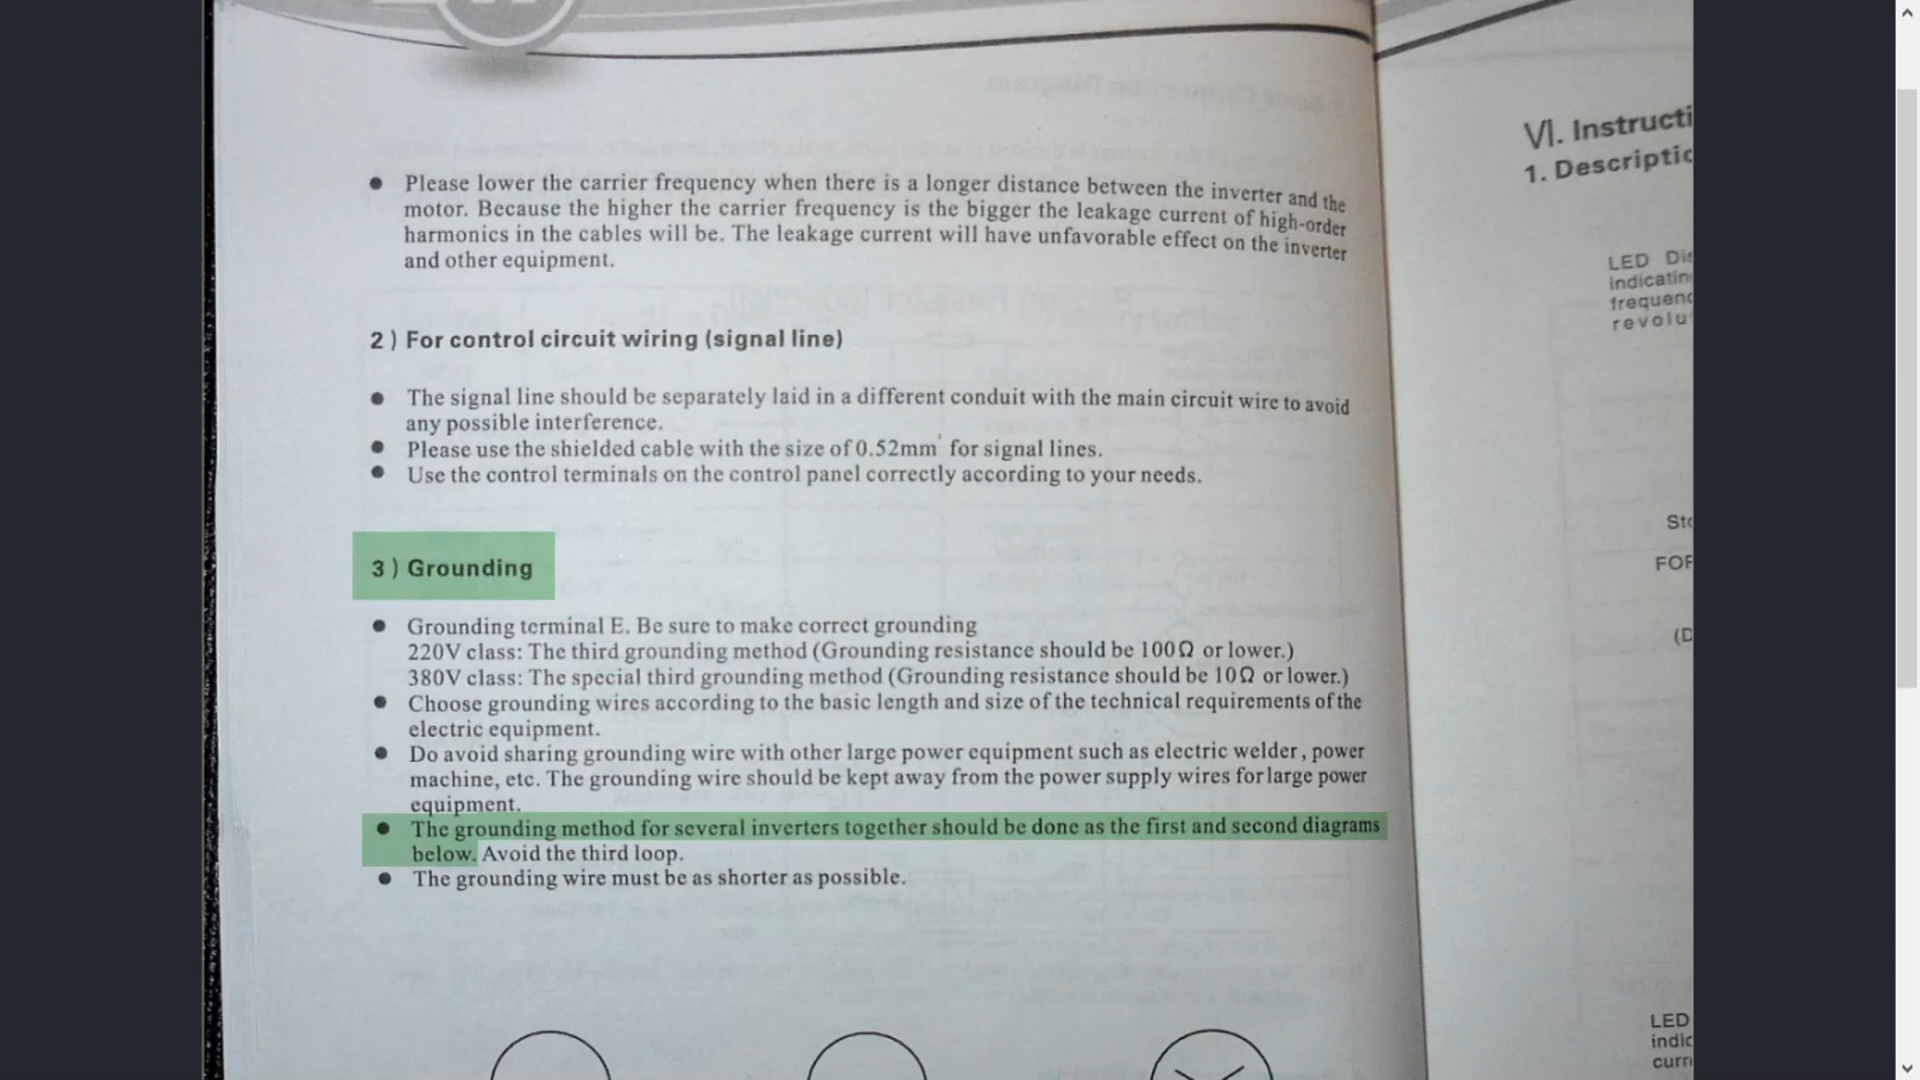 ● Please lower the carrier frequency when there is a longer distance between the inverter and the
motor. Because the higher the carrier frequency is the bigger the leakage current of high-order
harmonics in the cables will be. The leakage current will have unfavorable effect on the inverter
and other equipment.
2 ) For control circuit wiring (signal line)
● The signal line should be separately laid in a different conduit with the main circuit wire to avoid
any possible interference.
● Please use the shielded cable with the size of 0.52mm for signal lines.
● Use the control terminals on the control panel correctly according to your needs.
3 ) Grounding
● Grounding terminal E. Be sure to make correct grounding
220V class: The third grounding method (Grounding resistance should be 100Ω or lower.)
380V class: The special third grounding method (Grounding resistance should be 10Ω or lower.)
● Choose grounding wires according to the basic length and size of the technical requirements of the
electric equipment.
● Do avoid sharing grounding wire with other large power equipment such as electric welder, power
machine, etc. The grounding wire should be kept away from the power supply wires for large power
equipment.
● The grounding method for several inverters together should be done as the first and second diagrams
below. Avoid the third loop.
● The grounding wire must be as shorter as possible.
VI. Instructi
1. Descriptic
LED Dis
indicatin
frequenc
revolu
Sto
FOR
(D
LED
indic
curr